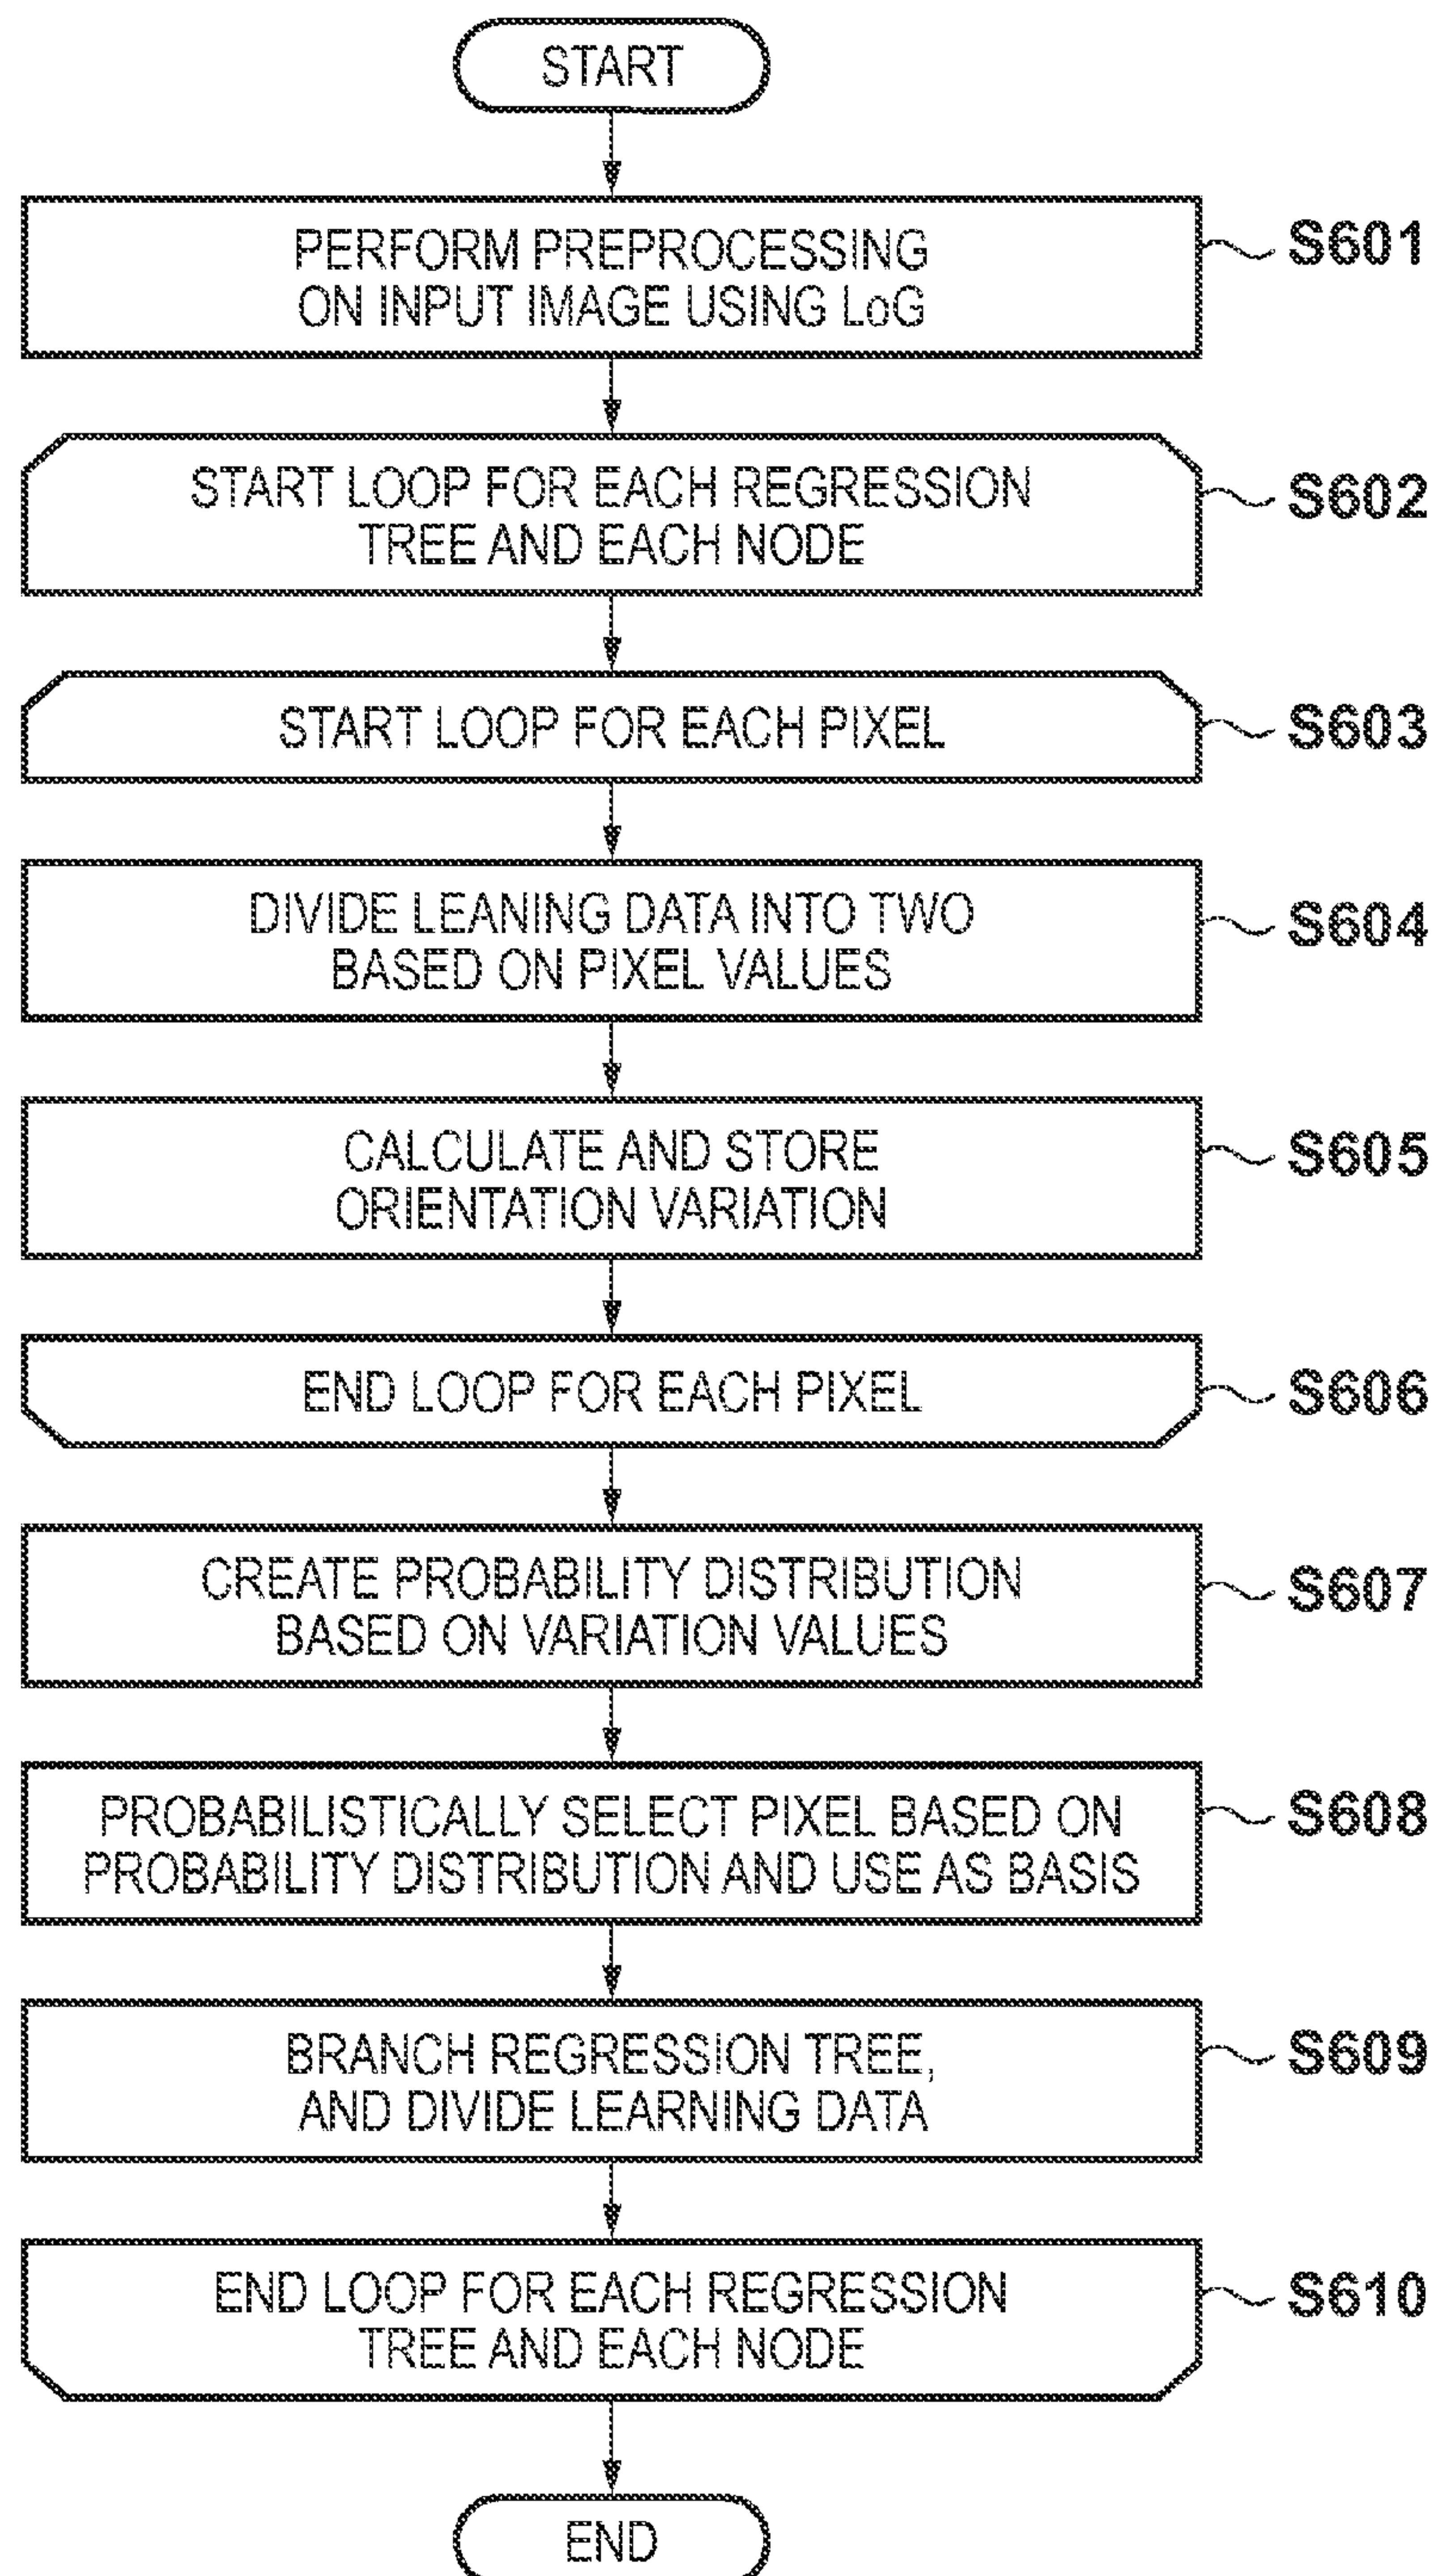 START
PERFORM PREPROCESSING
ON INPUT IMAGE USING LoG
S601
START LOOP FOR EACH REGRESSION
TREE AND EACH NODE
S602
START LOOP FOR EACH PIXEL
S603
DIVIDE LEANING DATA INTO TWO
BASED ON PIXEL VALUES
S604
CALCULATE AND STORE
ORIENTATION VARIATION
S605
END LOOP FOR EACH PIXEL
S606
CREATE PROBABILITY DISTRIBUTION
BASED ON VARIATION VALUES
S607
PROBABILISTICALLY SELECT PIXEL BASED ON
PROBABILITY DISTRIBUTION AND USE AS BASIS
S608
BRANCH REGRESSION TREE,
AND DIVIDE LEARNING DATA
S609
END LOOP FOR EACH REGRESSION
TREE AND EACH NODE
S610
END